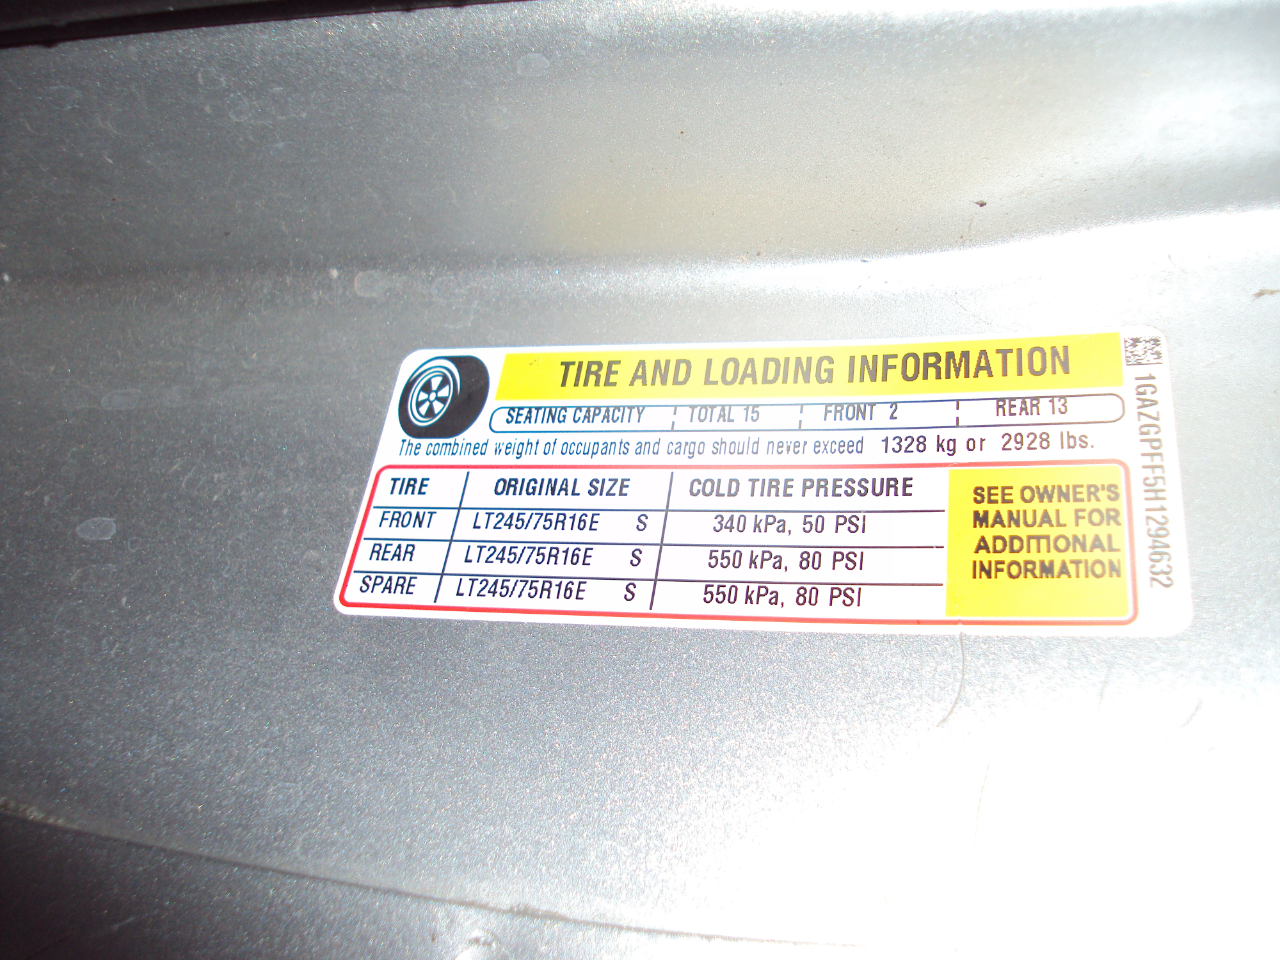 TIRE AND LOADING INFORMATION
SEATING CAPACITY TOTAL 15 FRONT 2 REAR 13
The combined weight of occupants and cargo should never exceed 1328 kg or 2928 lbs.
TIRE ORIGINAL SIZE COLD TIRE PRESSURE
FRONT LT245/75R16E S 340 kPa, 50 PSI
REAR LT245/75R16E S 550 kPa, 80 PSI
SPARE LT245/75R16E S 550 kPa, 80 PSI
SEE OWNER'S
MANUAL FOR
ADDITIONAL
INFORMATION
1GAZGPFF5H1294632